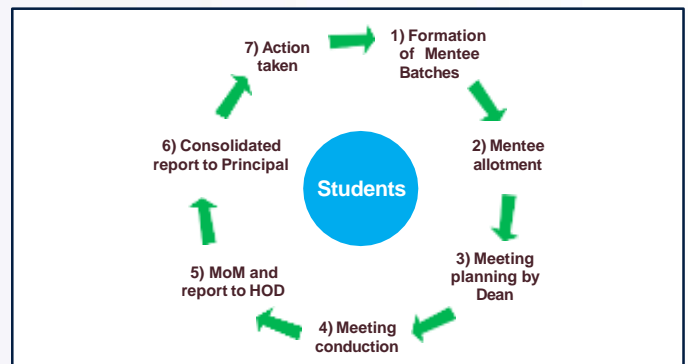 1) Formation
of Mentee
Batches
2) Mentee
allotment
3) Meeting
planning by
Dean
4) Meeting
conduction
5) MoM and
report to HOD
6) Consolidated
report to Principal
7) Action
taken
Students